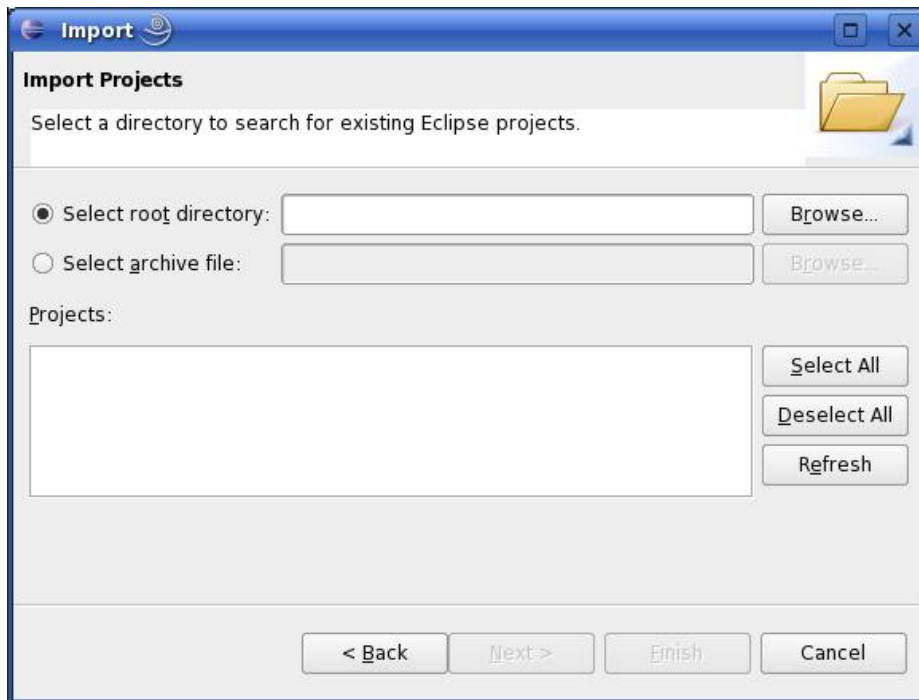 Import
Import Projects
Select a directory to search for existing Eclipse projects.
Select root directory: Browse...
Select archive file: Browse...
Projects:
Select All
Deselect All
Refresh
< Back Next > Finish Cancel